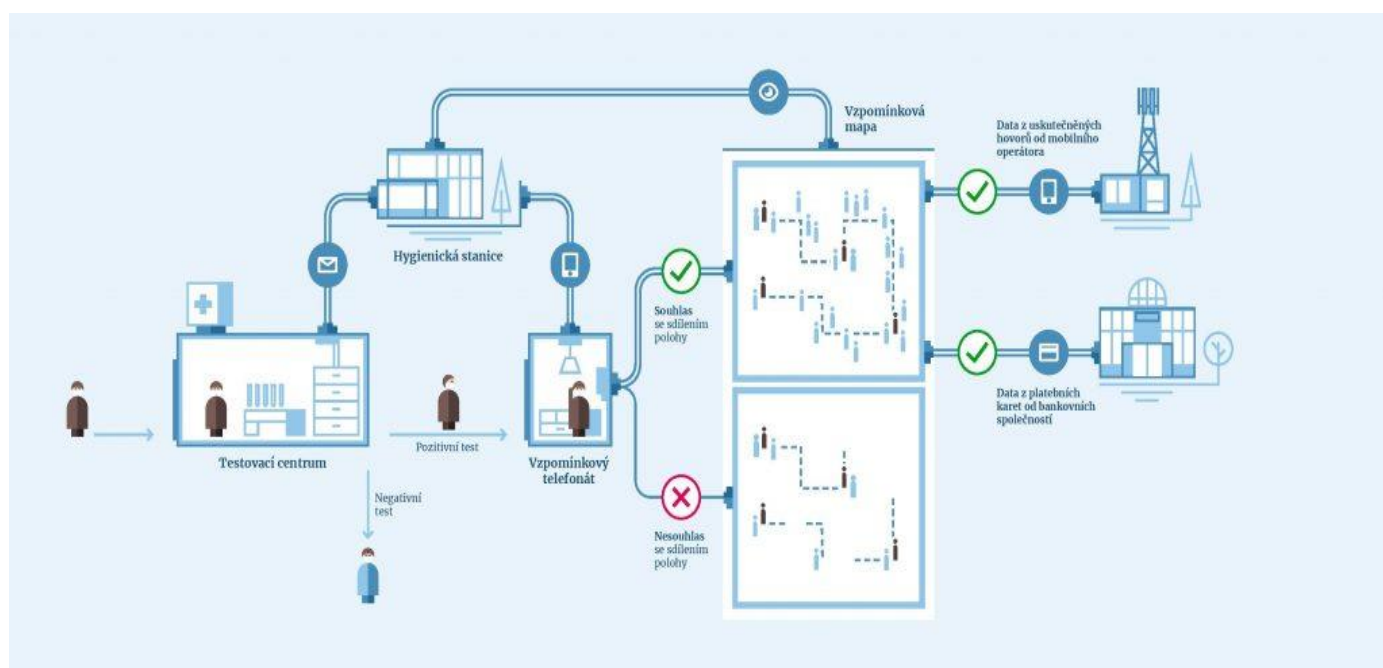 Vzpomínková
mapa
Data z uskutečněných
hovorů od mobilního
operátora
Hygienická stanice
Souhlas
se sdílením
polohy
Data z platebních
karet od bankovních
společností
Testovací centrum
Pozitivní test
Vzpomínkový
telefonát
Negativní
test
Nesouhlas
se sdílením
polohy